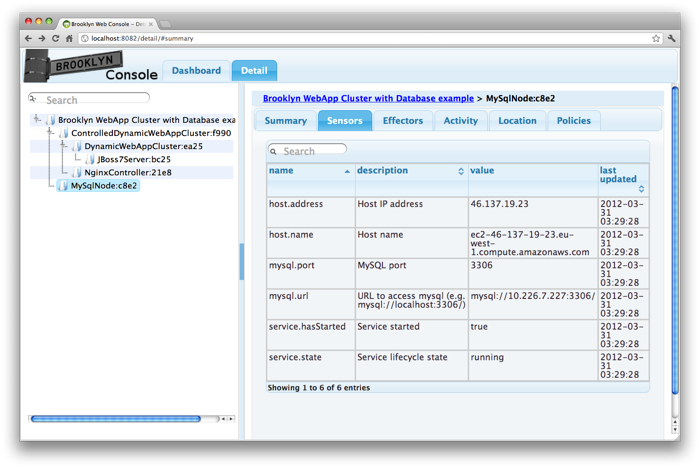 Brooklyn Web Console – De
localhost:8082/detail/#summary
BROOKLYN
Console
Dashboard
Detail
Search
Brooklyn WebApp Cluster with Database exa
ControlledDynamicWebAppCluster:f990
DynamicWebAppCluster:ea25
JBoss7Server:bc25
NginxController:21e8
MySqlNode:c8e2
Brooklyn WebApp Cluster with Database example > MySqlNode:c8e2
Summary Sensors Effectors Activity Location Policies
Search
name description value last
updated
host.address Host IP address 46.137.19.23 2012-03-
31
03:29:28
host.name Host name ec2-46-137-19-23.eu- 2012-03-
west- 31
1.compute.amazonaws.com 03:29:28
mysql.port MySQL port 3306 2012-03-
31
03:29:28
mysql.url URL to access mysql (e.g. mysql://10.226.7.227:3306/ 2012-03-
mysql://localhost:3306/) 31
03:29:28
service.hasStarted Service started true 2012-03-
31
03:29:28
service.state Service lifecycle state running 2012-03-
31
03:29:28
Showing 1 to 6 of 6 entries